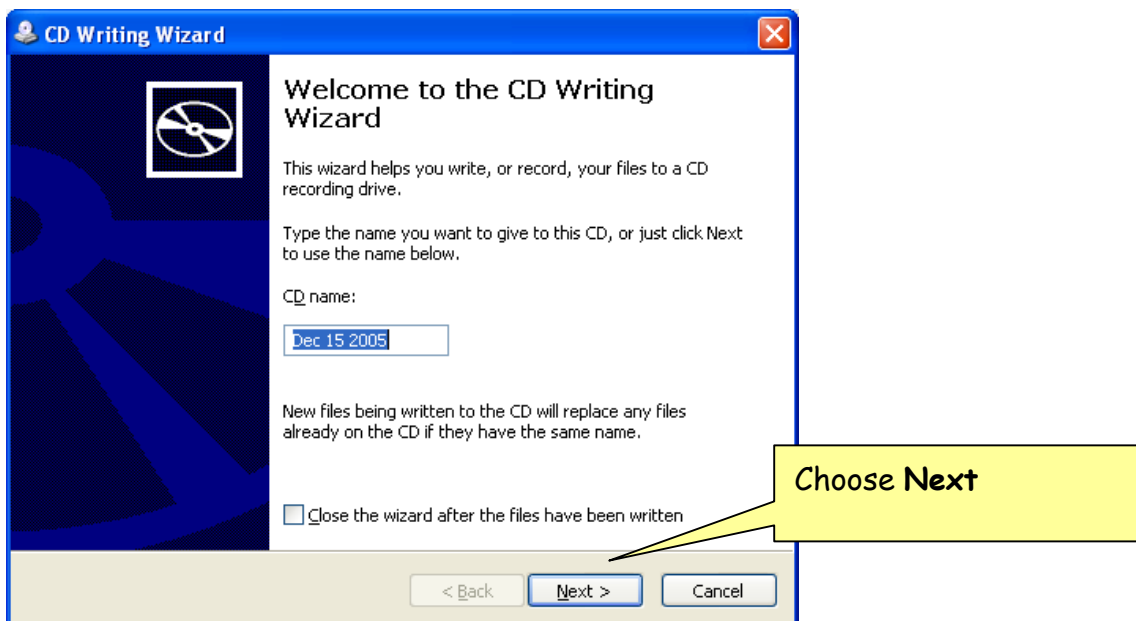 CD Writing Wizard
Welcome to the CD Writing
Wizard
This wizard helps you write, or record, your files to a CD
recording drive.
Type the name you want to give to this CD, or just click Next
to use the name below.
CD name:
Dec 15 2005
New files being written to the CD will replace any files
already on the CD if they have the same name.
Close the wizard after the files have been written
Choose Next
< Back Next > Cancel